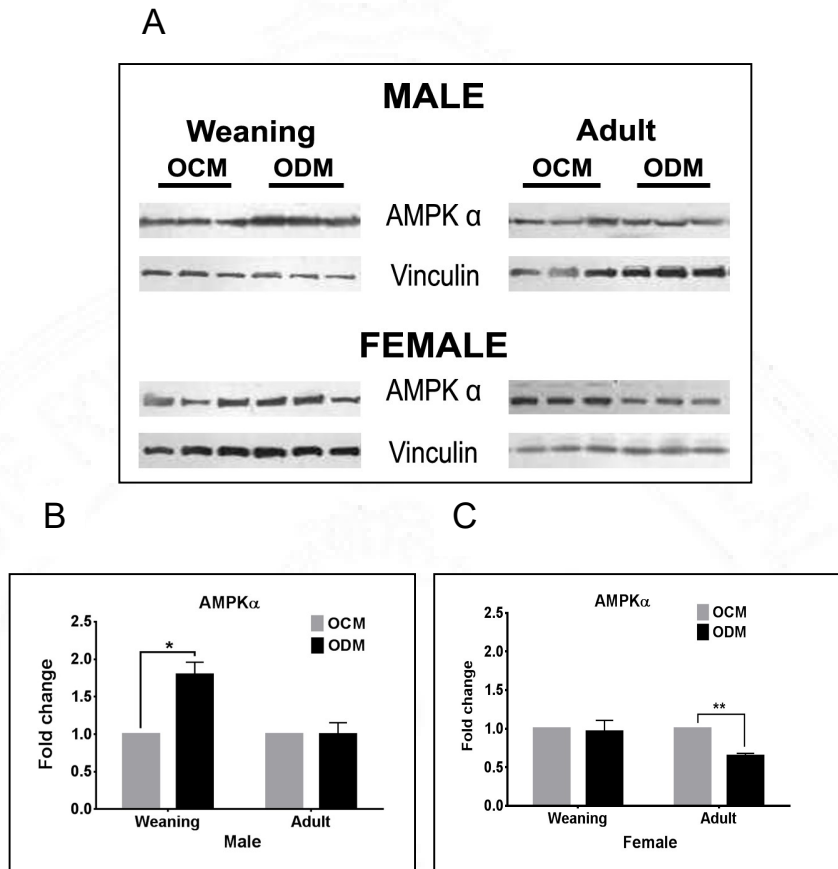 A
MALE
Weaning Adult
OCM ODM OCM ODM
AMPK α
Vinculin
FEMALE
AMPK α
Vinculin
B
AMPKα
OCM
ODM
Fold change
2.5
2.0
1.5
1.0
0.5
0.0
*
Weaning Adult
Male
C
AMPKα
OCM
ODM
Fold change
2.5
2.0
1.5
1.0
0.5
0.0
**
Weaning Adult
Female